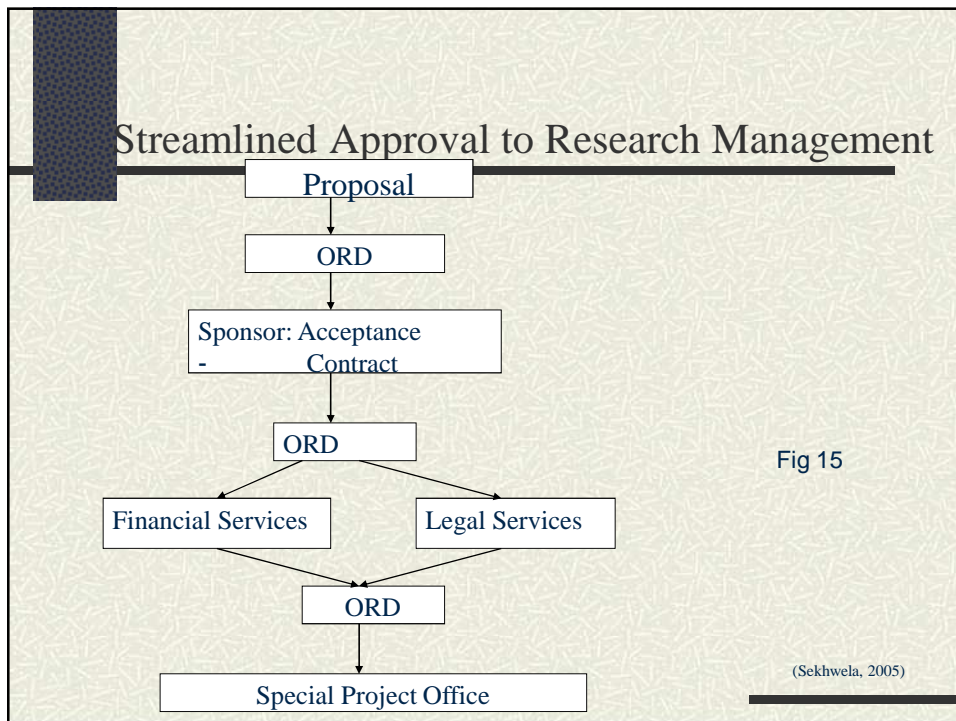 Streamlined Approval to Research Management
Proposal
ORD
Sponsor: Acceptance
- Contract
ORD
Fig 15
Financial Services
Legal Services
ORD
(Sekhwela, 2005)
Special Project Office